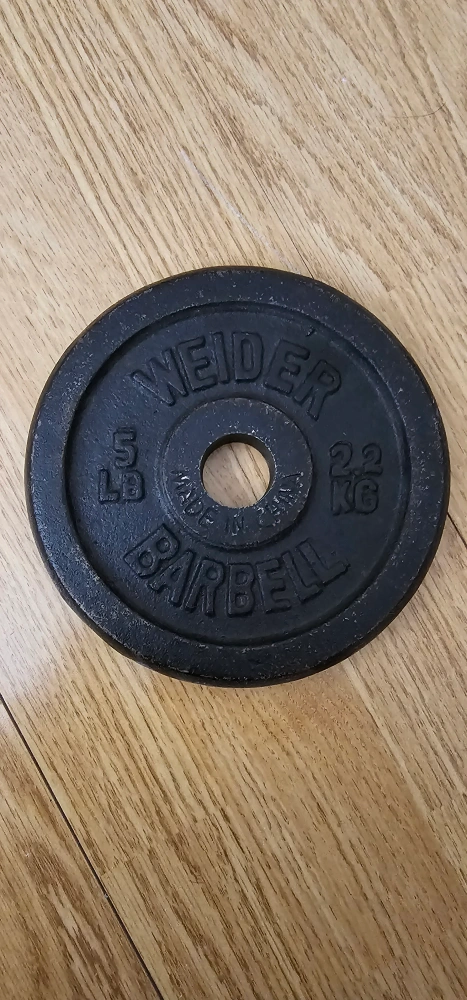 WEIDER
5
LB
2.2
KG
MADE IN CHINA
BARBELL